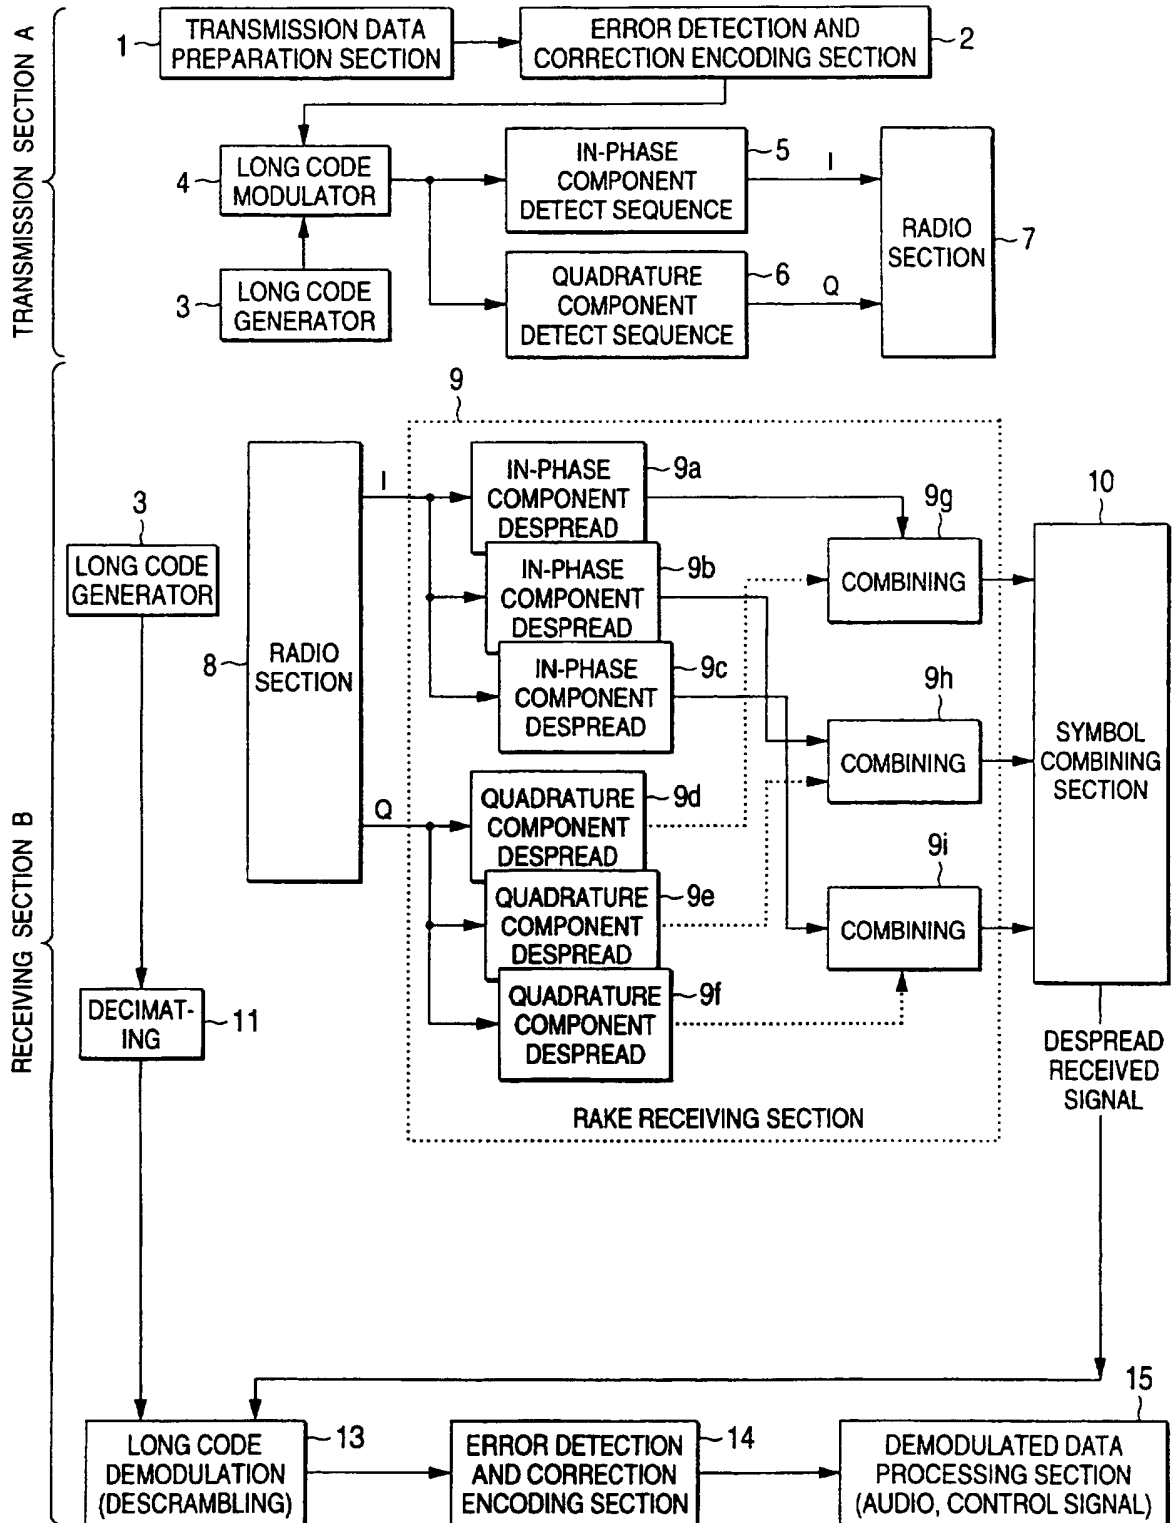 TRANSMISSION SECTION A
1
TRANSMISSION DATA
PREPARATION SECTION
ERROR DETECTION AND
CORRECTION ENCODING SECTION
2
4
LONG CODE
MODULATOR
IN-PHASE
COMPONENT
DETECT SEQUENCE
5
I
RADIO
SECTION
7
3
LONG CODE
GENERATOR
QUADRATURE
COMPONENT
DETECT SEQUENCE
6
Q
RECEIVING SECTION B
9
3
LONG CODE
GENERATOR
8
RADIO
SECTION
I
IN-PHASE
COMPONENT
DESPREAD
9a
IN-PHASE
COMPONENT
DESPREAD
9b
IN-PHASE
COMPONENT
DESPREAD
9c
Q
QUADRATURE
COMPONENT
DESPREAD
9d
QUADRATURE
COMPONENT
DESPREAD
9e
QUADRATURE
COMPONENT
DESPREAD
9f
9g
COMBINING
9h
COMBINING
9i
COMBINING
10
SYMBOL
COMBINING
SECTION
RAKE RECEIVING SECTION
DECIMAT-
ING
11
DESPREAD
RECEIVED
SIGNAL
LONG CODE
DEMODULATION
(DESCRAMBLING)
13
ERROR DETECTION
AND CORRECTION
ENCODING SECTION
14
15
DEMODULATED DATA
PROCESSING SECTION
(AUDIO, CONTROL SIGNAL)